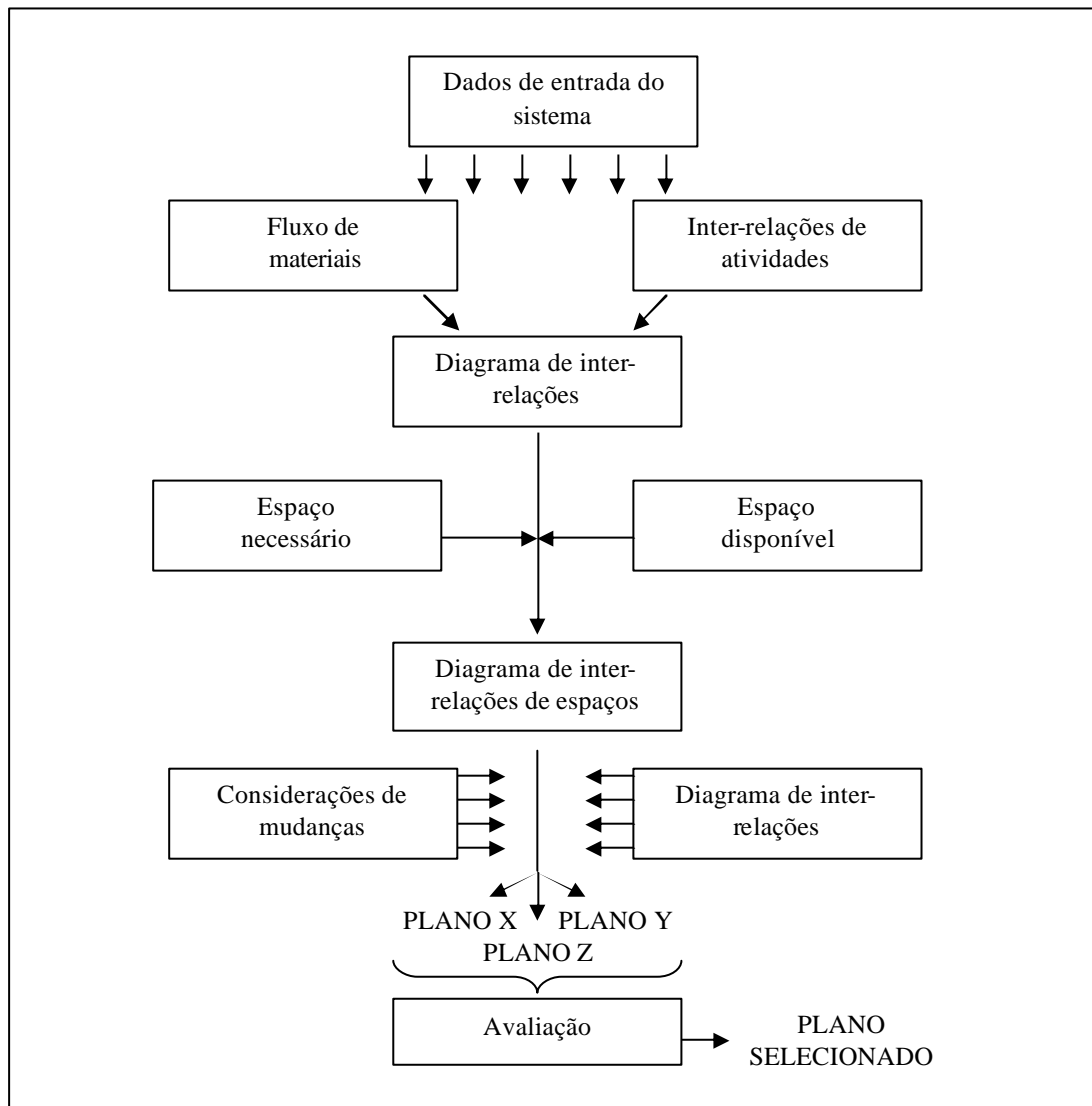 Dados de entrada do
sistema
Fluxo de
materiais
Inter-relações de
atividades
Diagrama de inter-
relações
Espaço
necessário
Espaço
disponível
Diagrama de inter-
relações de espaços
Considerações de
mudanças
Diagrama de inter-
relações
PLANO X
PLANO Y
PLANO Z
Avaliação
PLANO
SELECIONADO